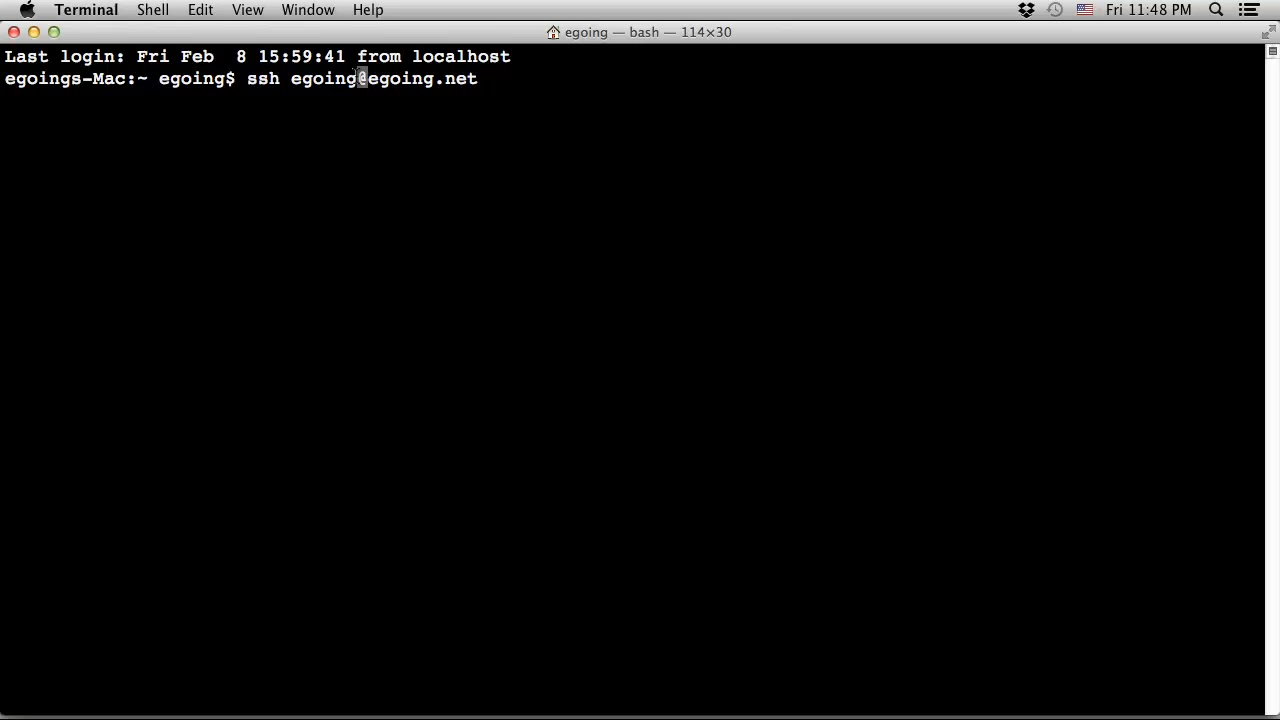 Terminal Shell Edit View Window Help Fri 11:48 PM
egoing — bash — 114×30
Last login: Fri Feb  8 15:59:41 from localhost
egoings-Mac:~ egoing$ ssh egoing@egoing.net